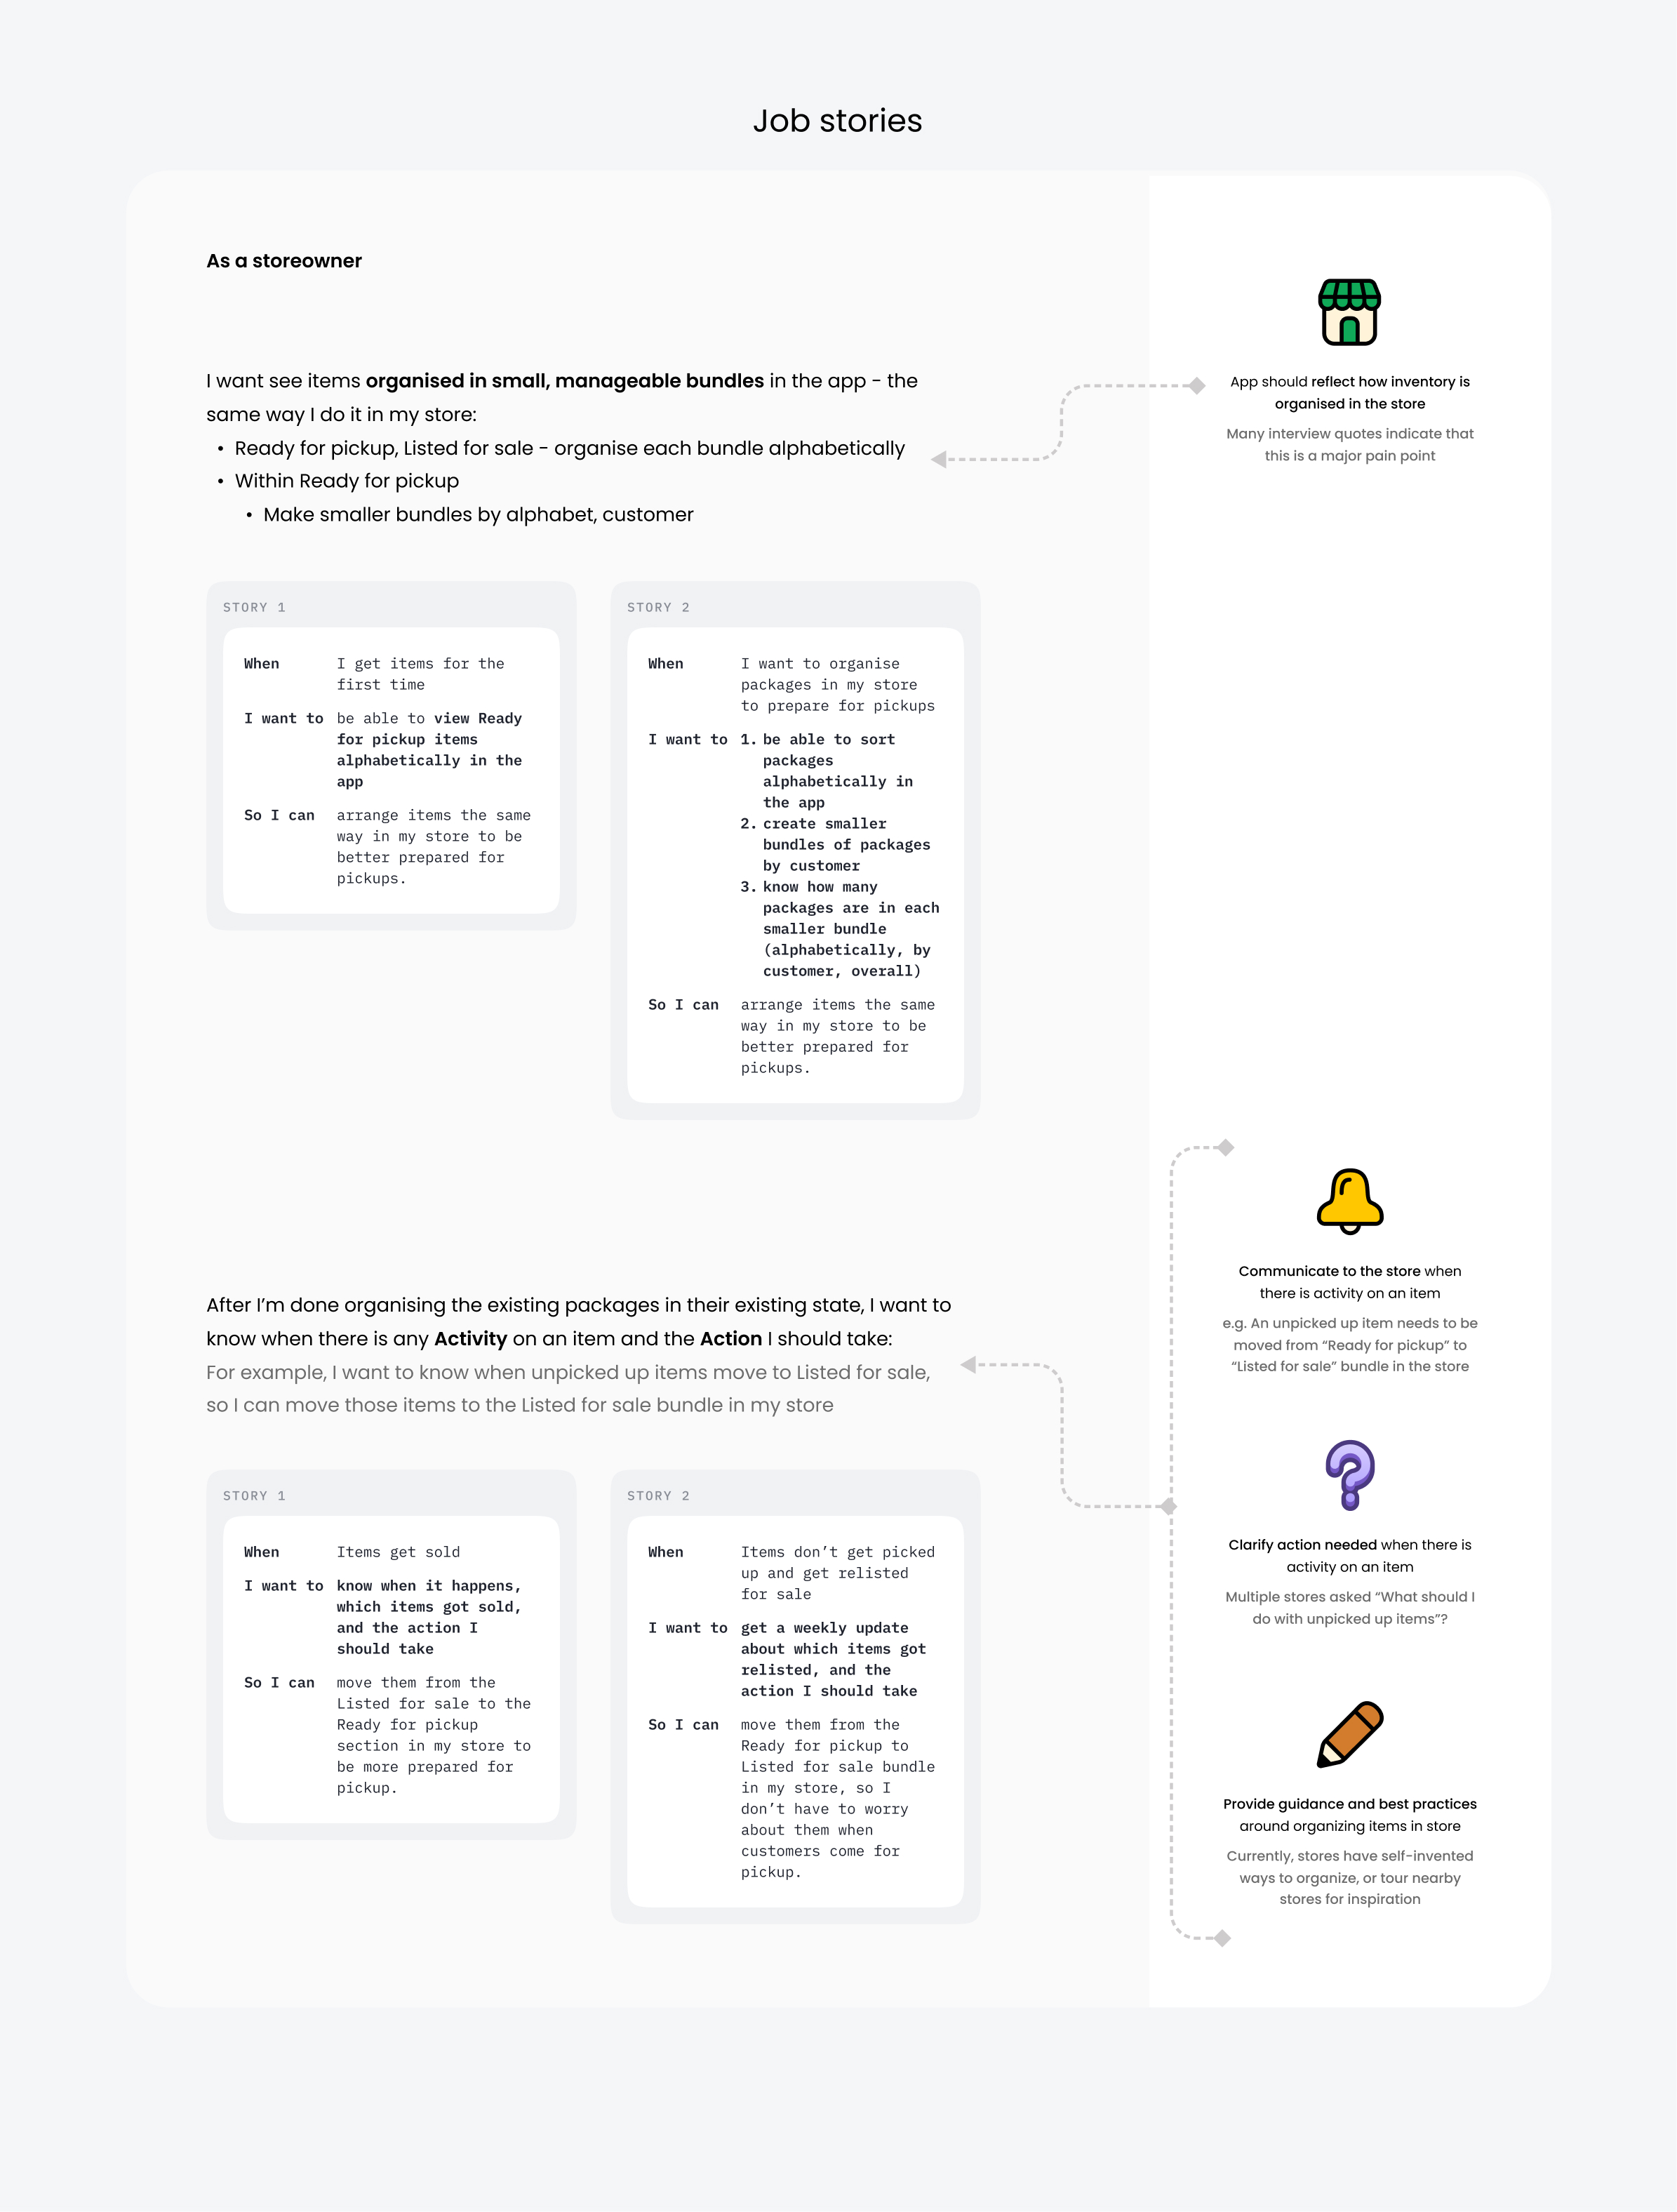 Job stories
As a storeowner
I want see items organised in small, manageable bundles in the app - the
same way I do it in my store:
• Ready for pickup, Listed for sale - organise each bundle alphabetically
• Within Ready for pickup
• Make smaller bundles by alphabet, customer
App should reflect how inventory is
organised in the store
Many interview quotes indicate that
this is a major pain point
STORY 1
When I get items for the
first time
I want to be able to view Ready
for pickup items
alphabetically in the
app
So I can arrange items the same
way in my store to be
better prepared for
pickups.
STORY 2
When I want to organise
packages in my store
to prepare for pickups
I want to 1. be able to sort
packages
alphabetically in
the app
2. create smaller
bundles of packages
by customer
3. know how many
packages are in each
smaller bundle
(alphabetically, by
customer, overall)
So I can arrange items the same
way in my store to be
better prepared for
pickups.
After I’m done organising the existing packages in their existing state, I want to
know when there is any Activity on an item and the Action I should take:
For example, I want to know when unpicked up items move to Listed for sale,
so I can move those items to the Listed for sale bundle in my store
STORY 1
When Items get sold
I want to know when it happens,
which items got sold,
and the action I
should take
So I can move them from the
Listed for sale to the
Ready for pickup
section in my store to
be more prepared for
pickup.
STORY 2
When Items don’t get picked
up and get relisted
for sale
I want to get a weekly update
about which items got
relisted, and the
action I should take
So I can move them from the
Ready for pickup to
Listed for sale bundle
in my store, so I
don’t have to worry
about them when
customers come for
pickup.
Communicate to the store when
there is activity on an item
e.g. An unpicked up item needs to be
moved from “Ready for pickup” to
“Listed for sale” bundle in the store
Clarify action needed when there is
activity on an item
Multiple stores asked “What should I
do with unpicked up items”?
Provide guidance and best practices
around organizing items in store
Currently, stores have self-invented
ways to organize, or tour nearby
stores for inspiration